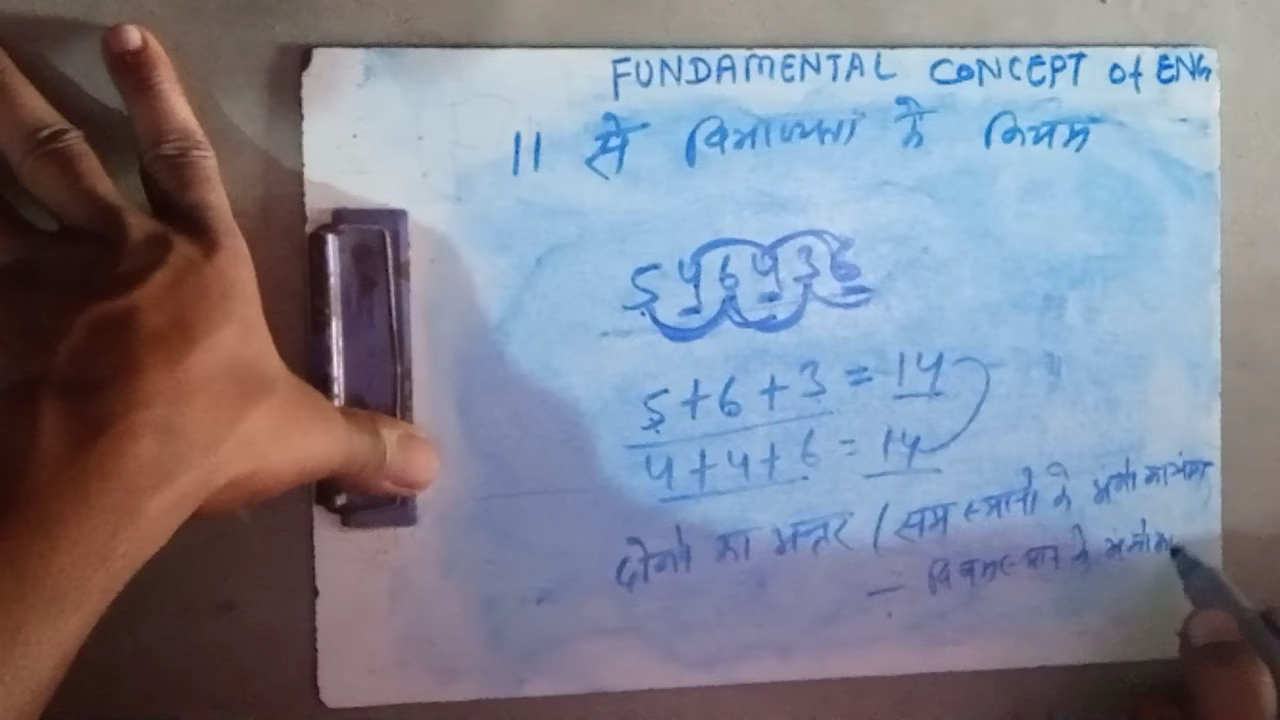 FUNDAMENTAL CONCEPT of ENG
11 से विभाज्यता के नियम
546436
5+6+3 = 14
4+4+6 = 14
दोनो का अन्तर (सम स्थानो के अंको का योग
- विषम स्थान के अंको का